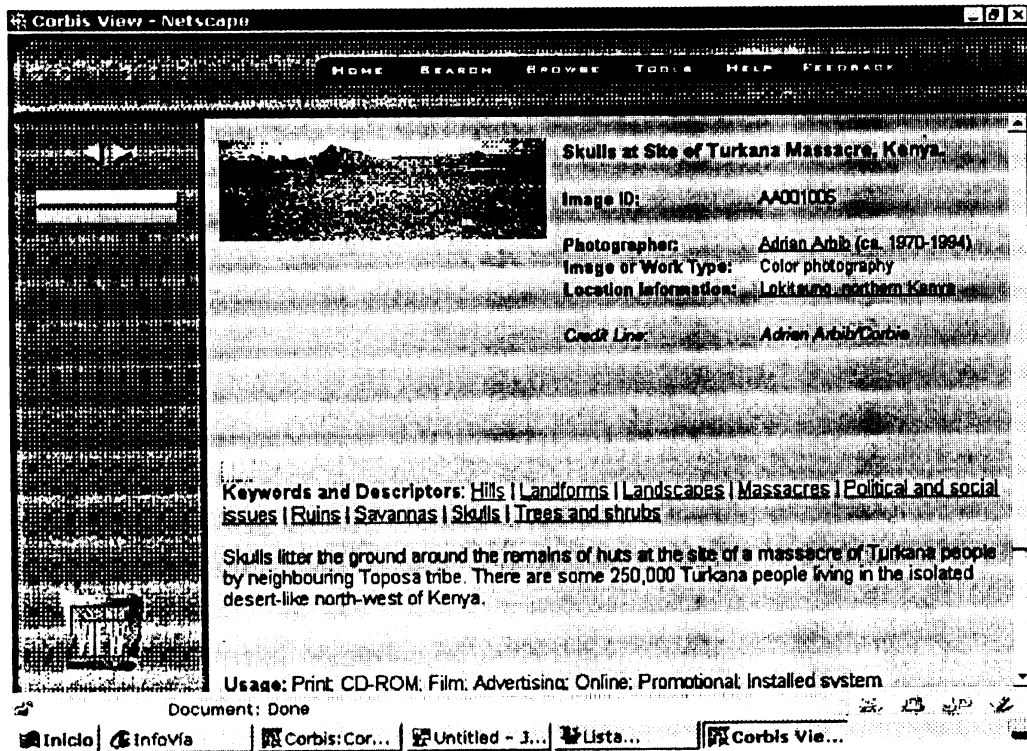 Corbis View - Netscape
HOME SEARCH BROWSE TOOLS HELP FEEDBACK
Skulls at Site of Turkana Massacre, Kenya.
Image ID: AA001005
Photographer: Adrian Arbib (ca. 1970-1994)
Image or Work Type: Color photography
Location Information: Lokitaung, northern Kenya
Credit Line: Adrian Arbib/Corbis
Keywords and Descriptors: Hills | Landforms | Landscapes | Massacres | Political and social
issues | Ruins | Savannas | Skulls | Trees and shrubs
Skulls litter the ground around the remains of huts at the site of a massacre of Turkana people
by neighbouring Toposa tribe. There are some 250,000 Turkana people living in the isolated
desert-like north-west of Kenya.
VIEW
Usage: Print; CD-ROM; Film; Advertising; Online; Promotional; Installed system
Document: Done
Inicio InfoVía Corbis:Cor... Untitled - J... Lista... Corbis Vie...